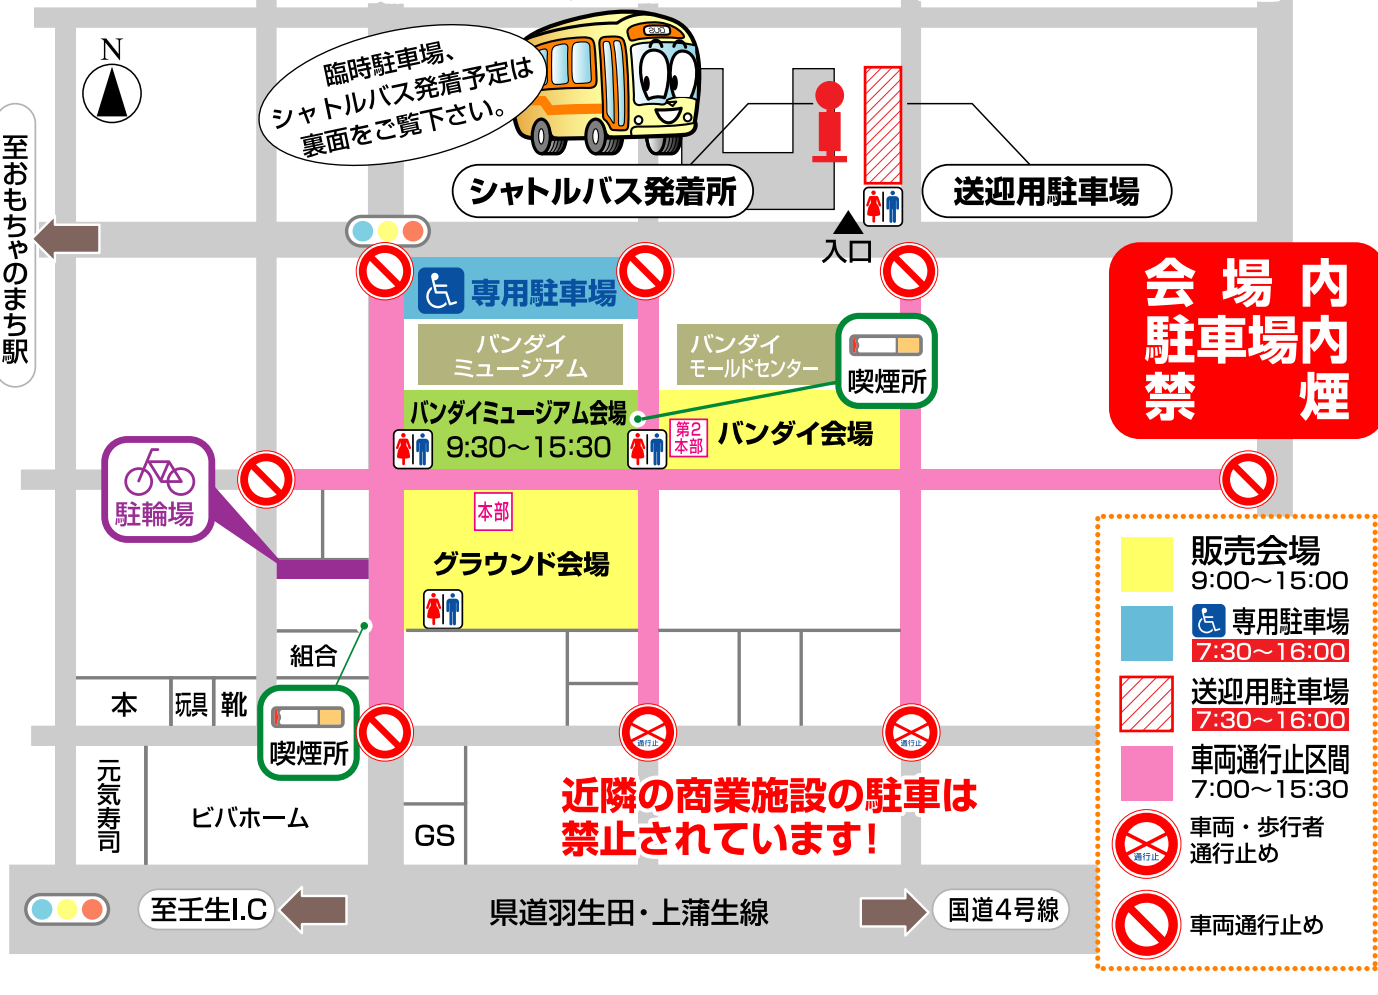 N
臨時駐車場、
シャトルバス発着予定は
裏面をご覧下さい。
シャトルバス発着所
送迎用駐車場
入口
至おもちゃのまち駅
専用駐車場
会場内
駐車場内
禁煙
バンダイ
ミュージアム
バンダイ
モールドセンター
喫煙所
バンダイミュージアム会場
9:30〜15:30
第2
本部
バンダイ会場
駐輪場
本部
グラウンド会場
組合
本
玩具
靴
喫煙所
元気寿司
ビバホーム
GS
通行止
通行止
近隣の商業施設の駐車は
禁止されています!
至壬生I.C
県道羽生田・上蒲生線
国道4号線
販売会場
9:00〜15:00
専用駐車場
7:30〜16:00
送迎用駐車場
7:30〜16:00
車両通行止区間
7:00〜15:30
通行止
車両・歩行者
通行止め
車両通行止め